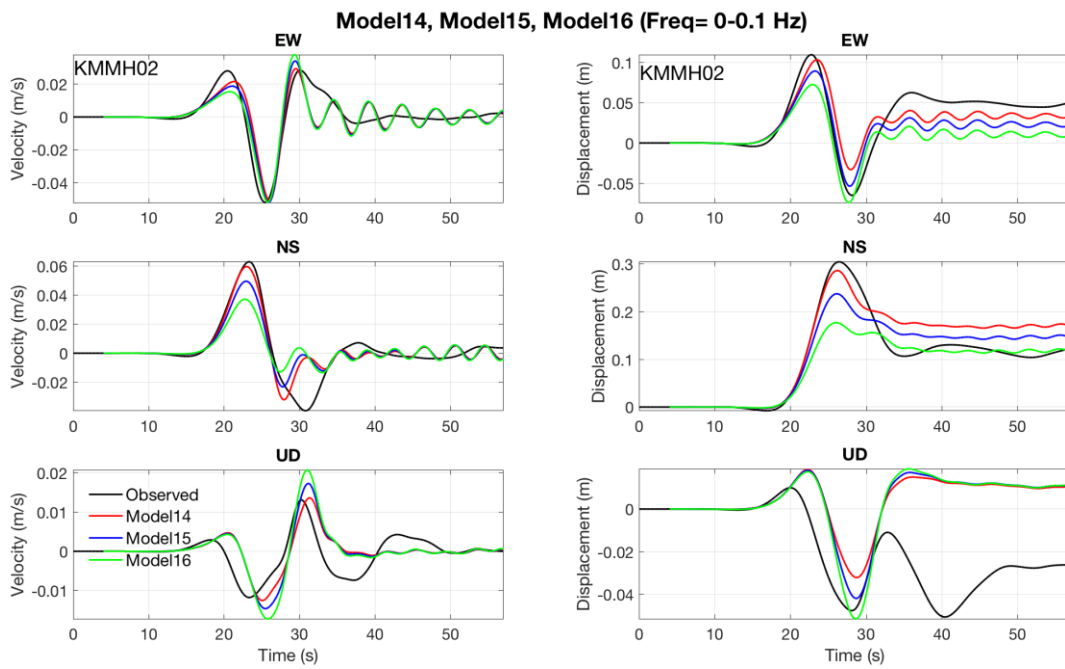 Model14, Model15, Model16 (Freq= 0-0.1 Hz)
EW
KMMH02
Velocity (m/s)
0.02
0
-0.02
-0.04
0 10 20 30 40 50
EW
KMMH02
Displacement (m)
0.1
0.05
0
-0.05
0 10 20 30 40 50
NS
Velocity (m/s)
0.06
0.04
0.02
0
-0.02
0 10 20 30 40 50
NS
Displacement (m)
0.3
0.2
0.1
0
0 10 20 30 40 50
UD
Velocity (m/s)
0.02
0.01
0
-0.01
Observed
Model14
Model15
Model16
0 10 20 30 40 50
Time (s)
UD
Displacement (m)
0
-0.02
-0.04
0 10 20 30 40 50
Time (s)